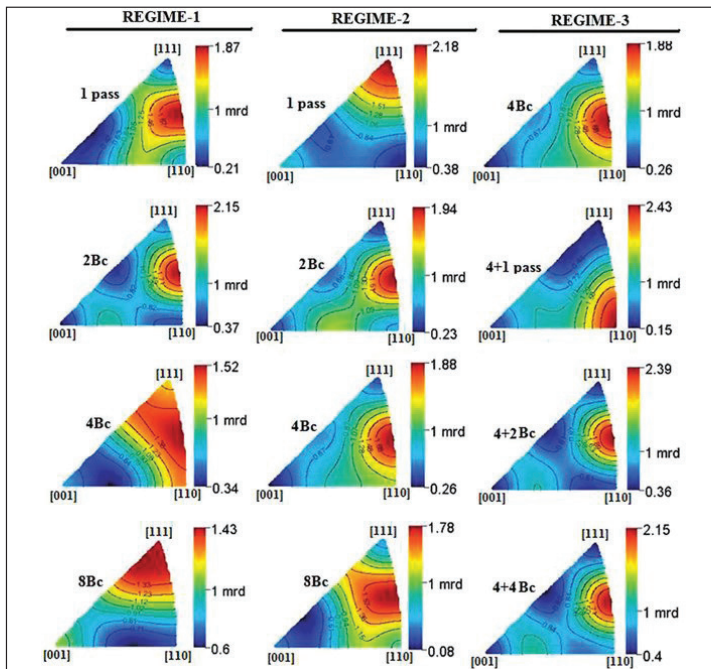 REGIME-1 REGIME-2 REGIME-3
[111] 1.87 [111] 2.18 [111] 1.88
1 pass 1 pass 4Bc
1 mrd 1 mrd 1 mrd
0.21 0.38 0.26
[001] [110] [001] [110] [001] [110]
[111] 2.15 [111] 1.94 [111] 2.43
2Bc 2Bc 4+1 pass
1 mrd 1 mrd 1 mrd
0.37 0.23 0.15
[001] [110] [001] [110] [001] [110]
[111] 1.52 [111] 1.88 [111] 2.39
4Bc 4Bc 4+2Bc
1 mrd 1 mrd 1 mrd
0.34 0.26 0.36
[001] [110] [001] [110] [001] [110]
[111] 1.43 [111] 1.78 [111] 2.15
8Bc 8Bc 4+4Bc
1 mrd 1 mrd 1 mrd
0.6 0.08 0.4
[001] [110] [001] [110] [001] [110]